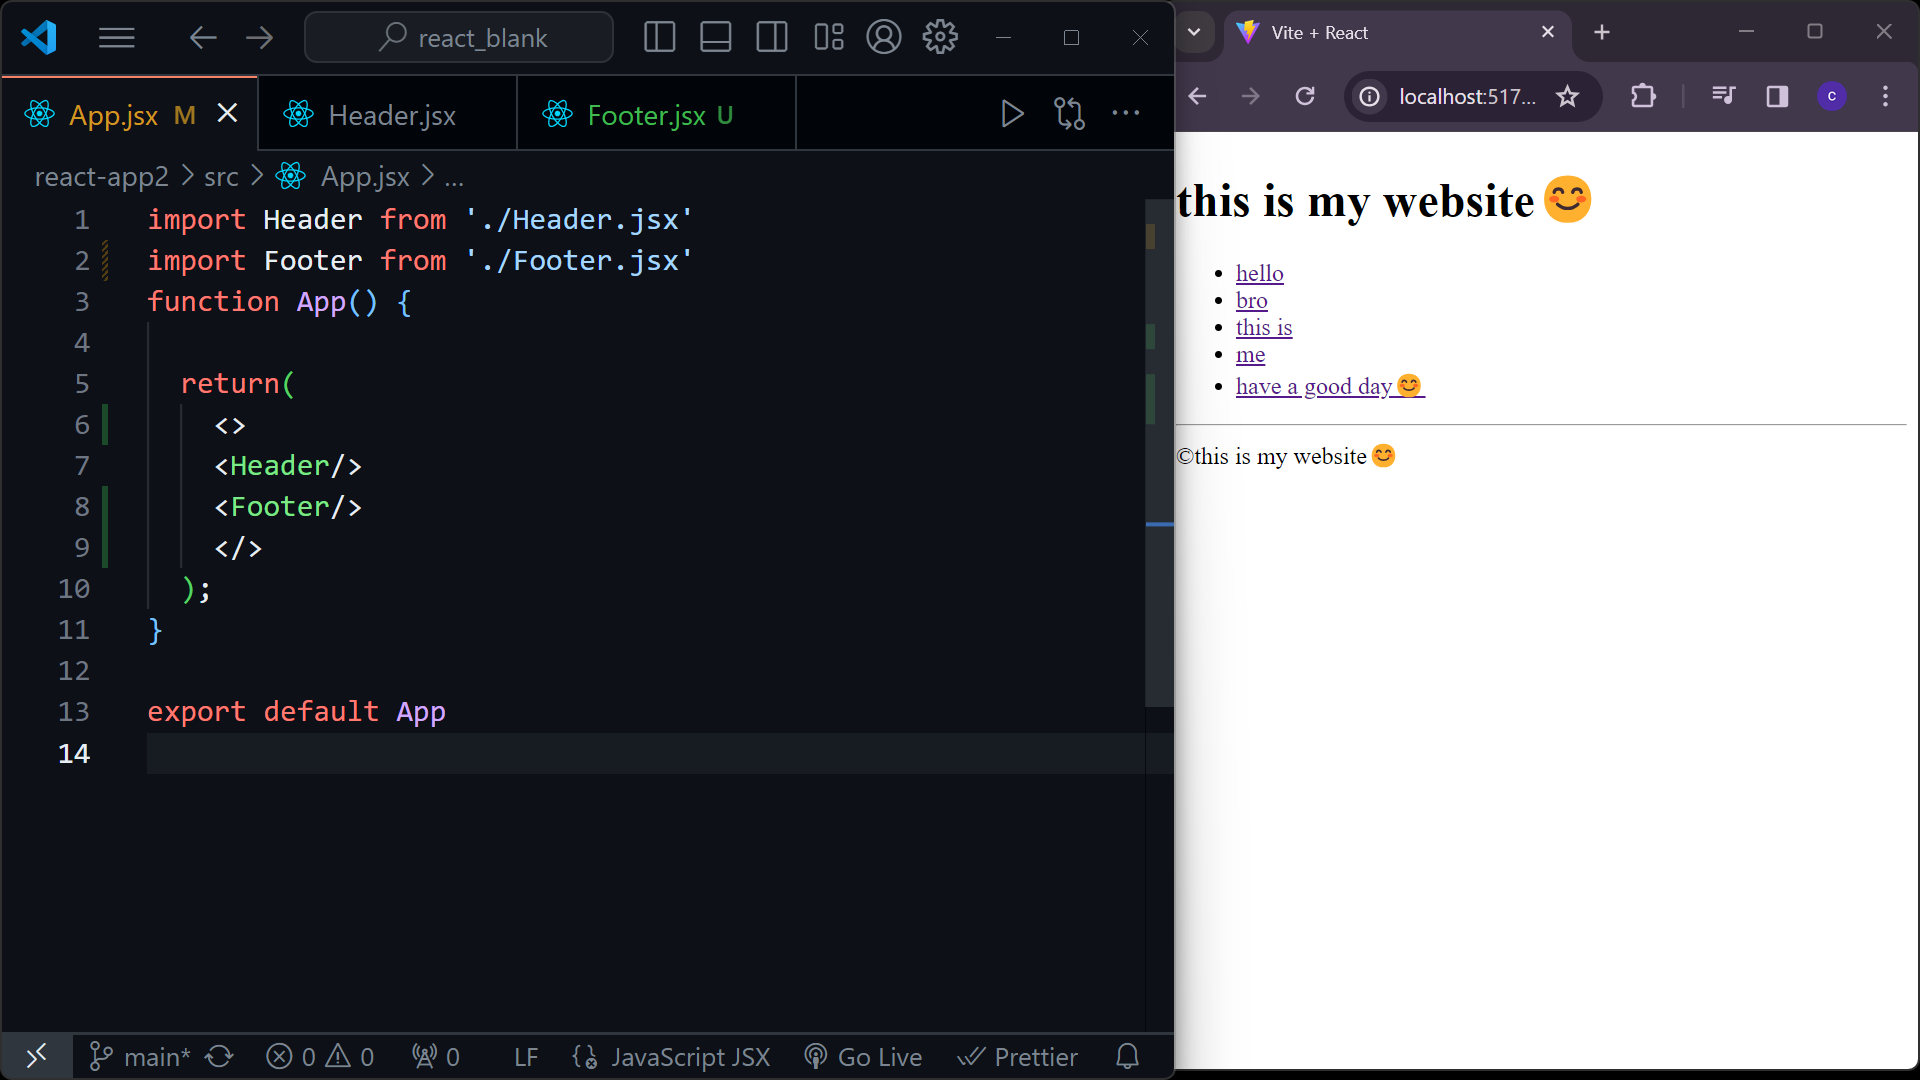 react_blank
App.jsx M
Header.jsx
Footer.jsx U
react-app2 > src > App.jsx > ...
1 import Header from './Header.jsx'
2 import Footer from './Footer.jsx'
3 function App() {
4
5 return(
6 <>
7 <Header/>
8 <Footer/>
9 </>
10 );
11 }
12
13 export default App
14
main* 0 0 0 LF JavaScript JSX Go Live Prettier
Vite + React
localhost:517...
C
this is my website😊
• hello
• bro
• this is
• me
• have a good day😊
©this is my website😊